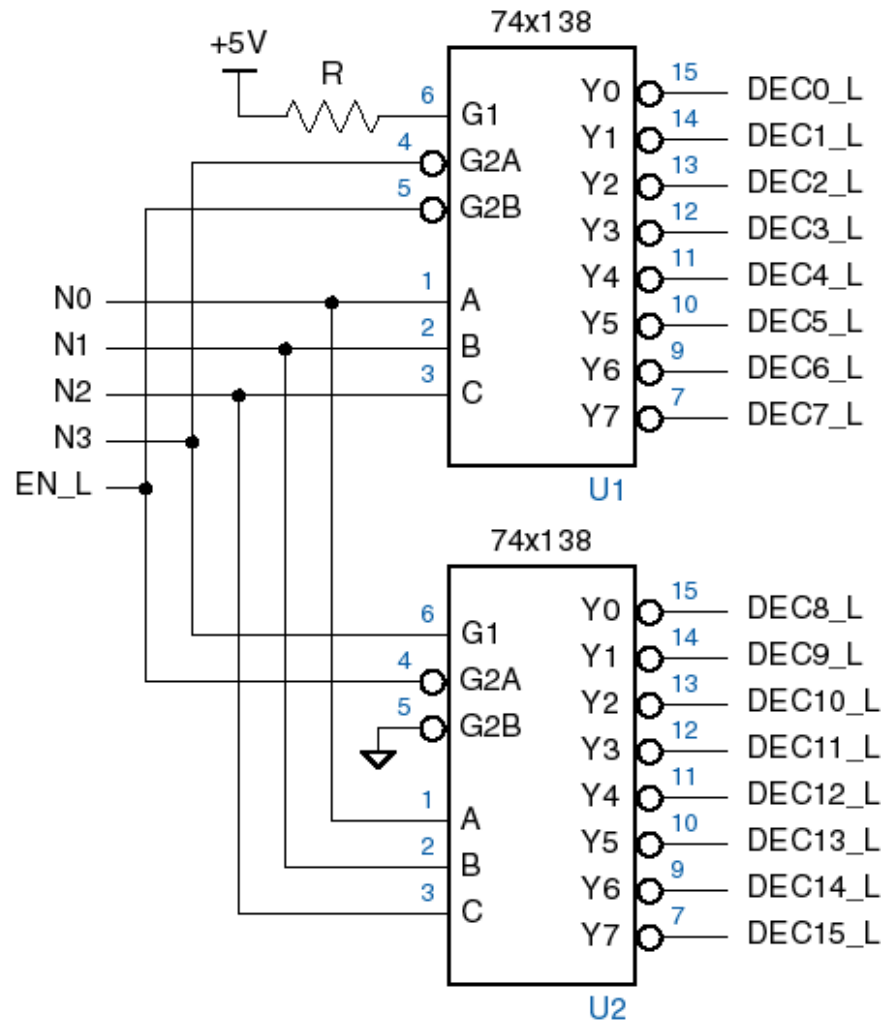 74x138
+5V
R
6
G1
4
G2A
5
G2B
N0
1
A
N1
2
B
N2
3
C
N3
EN_L
Y0
15
DEC0_L
Y1
14
DEC1_L
Y2
13
DEC2_L
Y3
12
DEC3_L
Y4
11
DEC4_L
Y5
10
DEC5_L
Y6
9
DEC6_L
Y7
7
DEC7_L
U1
74x138
6
G1
4
G2A
5
G2B
1
A
2
B
3
C
Y0
15
DEC8_L
Y1
14
DEC9_L
Y2
13
DEC10_L
Y3
12
DEC11_L
Y4
11
DEC12_L
Y5
10
DEC13_L
Y6
9
DEC14_L
Y7
7
DEC15_L
U2